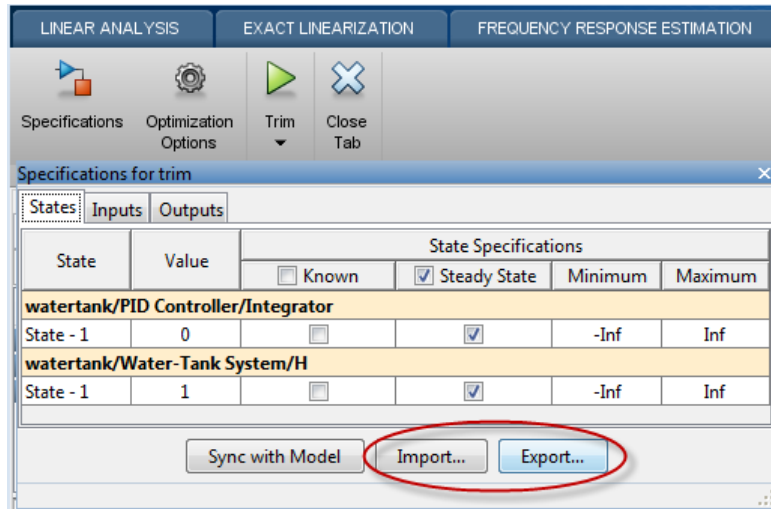 LINEAR ANALYSIS EXACT LINEARIZATION FREQUENCY RESPONSE ESTIMATION
Specifications Optimization Options Trim Close Tab
Specifications for trim
States Inputs Outputs
State Value State Specifications
Known Steady State Minimum Maximum
watertank/PID Controller/Integrator
State - 1 0 -Inf Inf
watertank/Water-Tank System/H
State - 1 1 -Inf Inf
Sync with Model Import... Export...